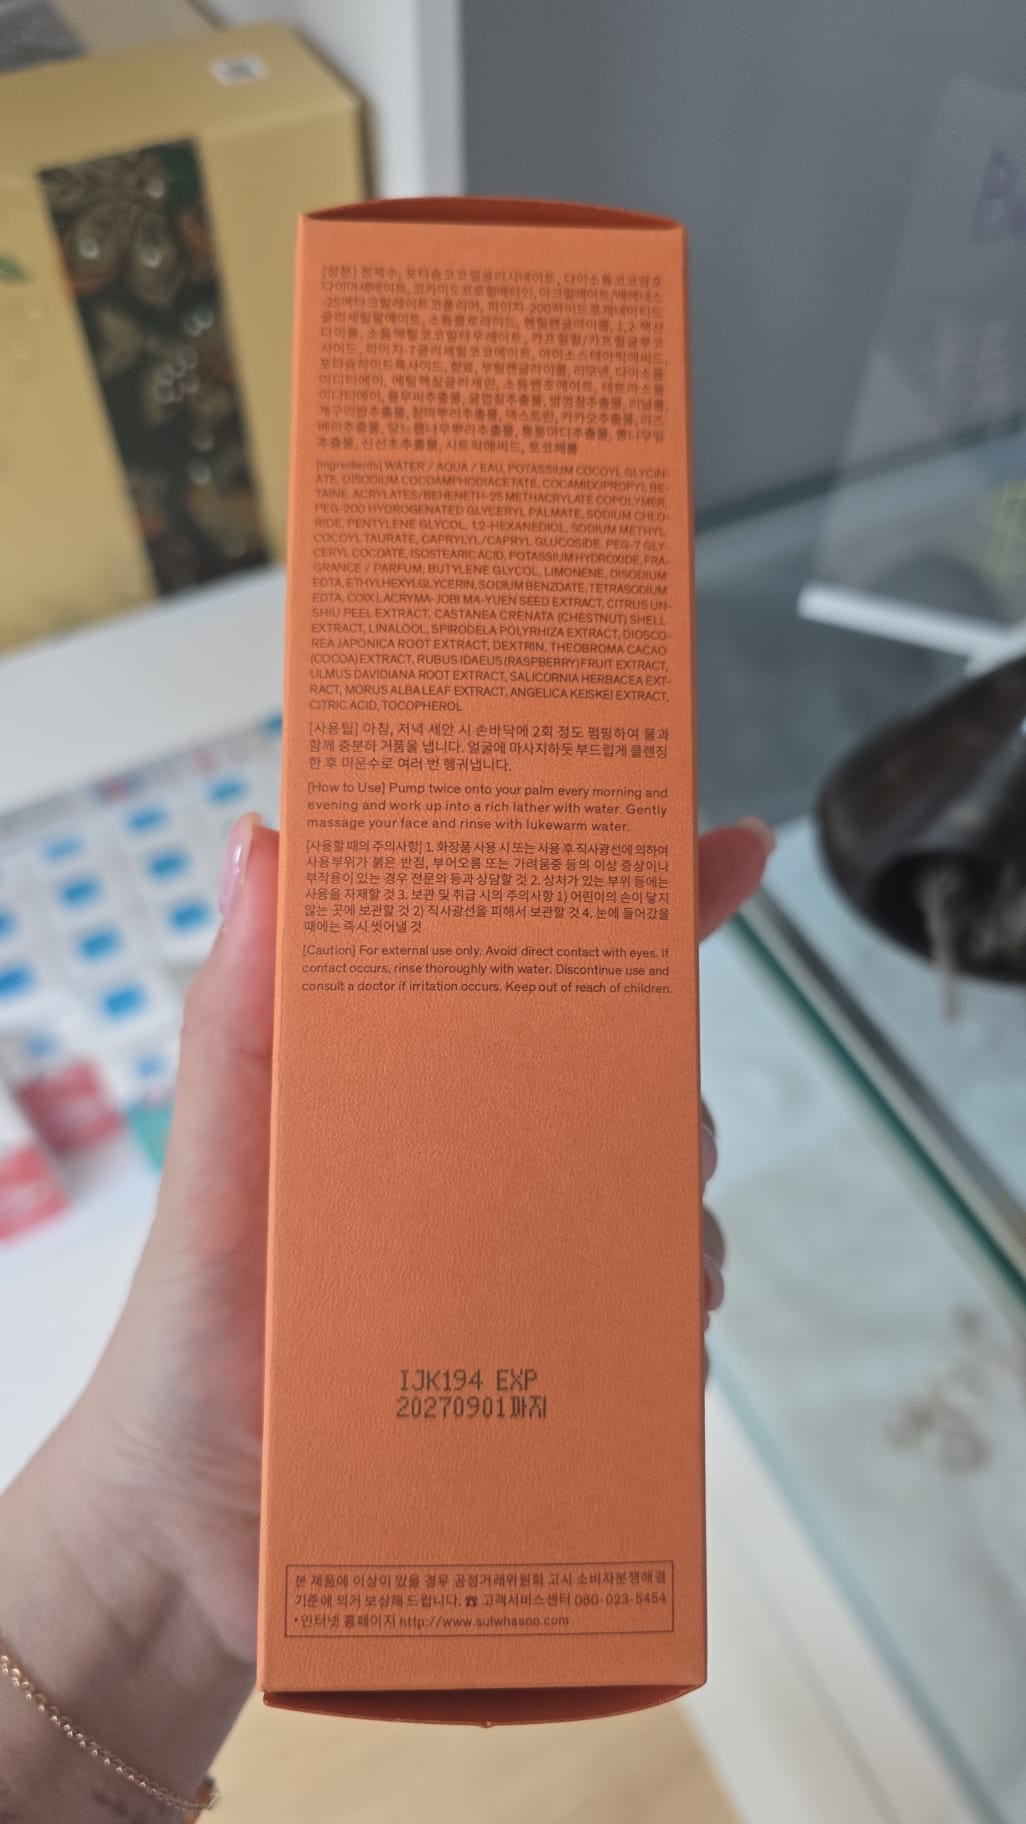 [성분] 정제수, 포타슘코코일글리시네이트, 다이소듐코코암포
다이아세테이트, 코카미도프로필베타인, 아크릴레이트/베헤네스
-25메타크릴레이트코폴리머, 피이지-200하이드로제네이티드
글리세릴팔메이트, 소듐클로라이드, 펜틸렌글라이콜, 1,2-헥산
다이올, 소듐메틸코코일타우레이트, 카프릴릴/카프릴글루코
사이드, 피이지-7글리세릴코코에이트, 아이소스테아릭애씨드,
포타슘하이드록사이드, 향료, 부틸렌글라이콜, 리모넨, 다이소듐
이디티에이, 에틸헥실글리세린, 소듐벤조에이트, 테트라소듐
이디티에이, 율무씨추출물, 귤껍질추출물, 밤껍질추출물, 리날룰,
개구리밥추출물, 참마뿌리추출물, 덱스트린, 카카오추출물, 라즈
베리추출물, 당느릅나무뿌리추출물, 퉁퉁마디추출물, 뽕나무잎
추출물, 신선초추출물, 시트릭애씨드, 토코페롤
[Ingredients] WATER / AQUA / EAU, POTASSIUM COCOYL GLYCIN-
ATE, DISODIUM COCOAMPHODIACETATE, COCAMIDOPROPYL BE-
TAINE, ACRYLATES/BEHENETH-25 METHACRYLATE COPOLYMER,
PEG-200 HYDROGENATED GLYCERYL PALMATE, SODIUM CHLO-
RIDE, PENTYLENE GLYCOL, 1,2-HEXANEDIOL, SODIUM METHYL
COCOYL TAURATE, CAPRYLYL/CAPRYL GLUCOSIDE, PEG-7 GLY-
CERYL COCOATE, ISOSTEARIC ACID, POTASSIUM HYDROXIDE, FRA-
GRANCE / PARFUM, BUTYLENE GLYCOL, LIMONENE, DISODIUM
EDTA, ETHYLHEXYLGLYCERIN, SODIUM BENZOATE, TETRASODIUM
EDTA, COIX LACRYMA-JOBI MA-YUEN SEED EXTRACT, CITRUS UN-
SHIU PEEL EXTRACT, CASTANEA CRENATA (CHESTNUT) SHELL
EXTRACT, LINALOOL, SPIRODELA POLYRHIZA EXTRACT, DIOSCO-
REA JAPONICA ROOT EXTRACT, DEXTRIN, THEOBROMA CACAO
(COCOA) EXTRACT, RUBUS IDAEUS (RASPBERRY) FRUIT EXTRACT,
ULMUS DAVIDIANA ROOT EXTRACT, SALICORNIA HERBACEA EXT-
RACT, MORUS ALBA LEAF EXTRACT, ANGELICA KEISKEI EXTRACT,
CITRIC ACID, TOCOPHEROL
[사용팁] 아침, 저녁 세안 시 손바닥에 2회 정도 펌핑하여 물과
함께 충분히 거품을 냅니다. 얼굴에 마사지하듯 부드럽게 클렌징
한 후 미온수로 여러 번 헹궈냅니다.
[How to Use] Pump twice onto your palm every morning and
evening and work up into a rich lather with water. Gently
massage your face and rinse with lukewarm water.
[사용할 때의 주의사항] 1. 화장품 사용 시 또는 사용 후 직사광선에 의하여
사용부위가 붉은 반점, 부어오름 또는 가려움증 등의 이상 증상이나
부작용이 있는 경우 전문의 등과 상담할 것 2. 상처가 있는 부위 등에는
사용을 자제할 것 3. 보관 및 취급 시의 주의사항 1) 어린이의 손이 닿지
않는 곳에 보관할 것 2) 직사광선을 피해서 보관할 것 4. 눈에 들어갔을
때에는 즉시 씻어낼 것
[Caution] For external use only. Avoid direct contact with eyes. If
contact occurs, rinse thoroughly with water. Discontinue use and
consult a doctor if irritation occurs. Keep out of reach of children.
IJK194 EXP
20270901까지
본 제품에 이상이 있을 경우 공정거래위원회 고시 소비자분쟁해결
기준에 의거 보상해 드립니다. ☎ 고객서비스센터 080-023-5454
•인터넷 홈페이지 http://www.sulwhasoo.com